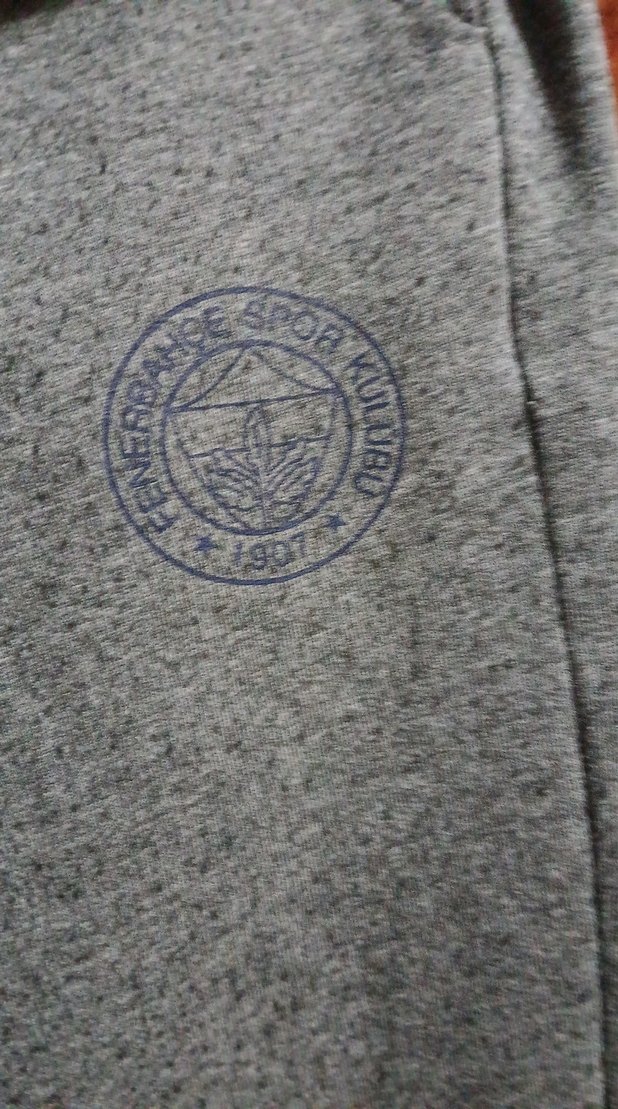 FENERBAHÇE SPOR KULÜBÜ
★ 1907 ★